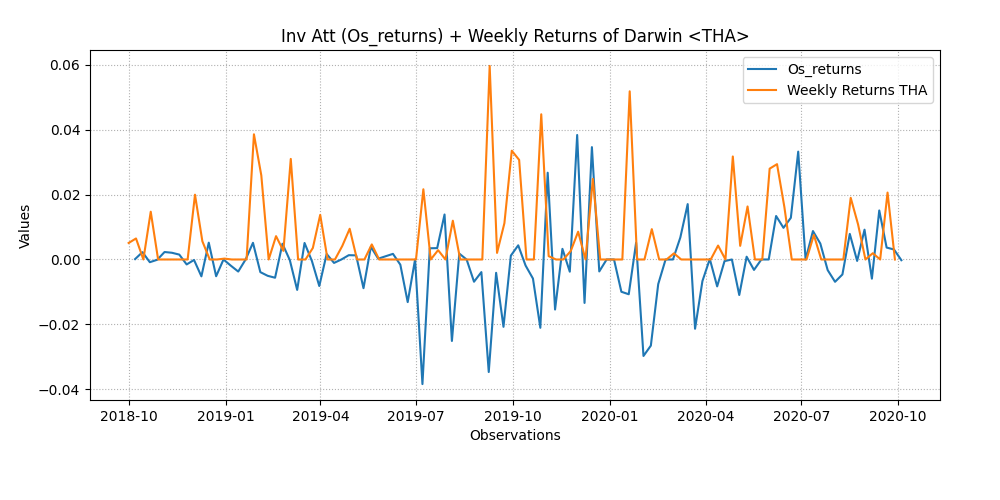 Inv Att (Os_returns) + Weekly Returns of Darwin <THA>
Os_returns
Weekly Returns THA
0.06
0.04
0.02
0.00
−0.02
−0.04
Values
2018-10 2019-01 2019-04 2019-07 2019-10 2020-01 2020-04 2020-07 2020-10
Observations